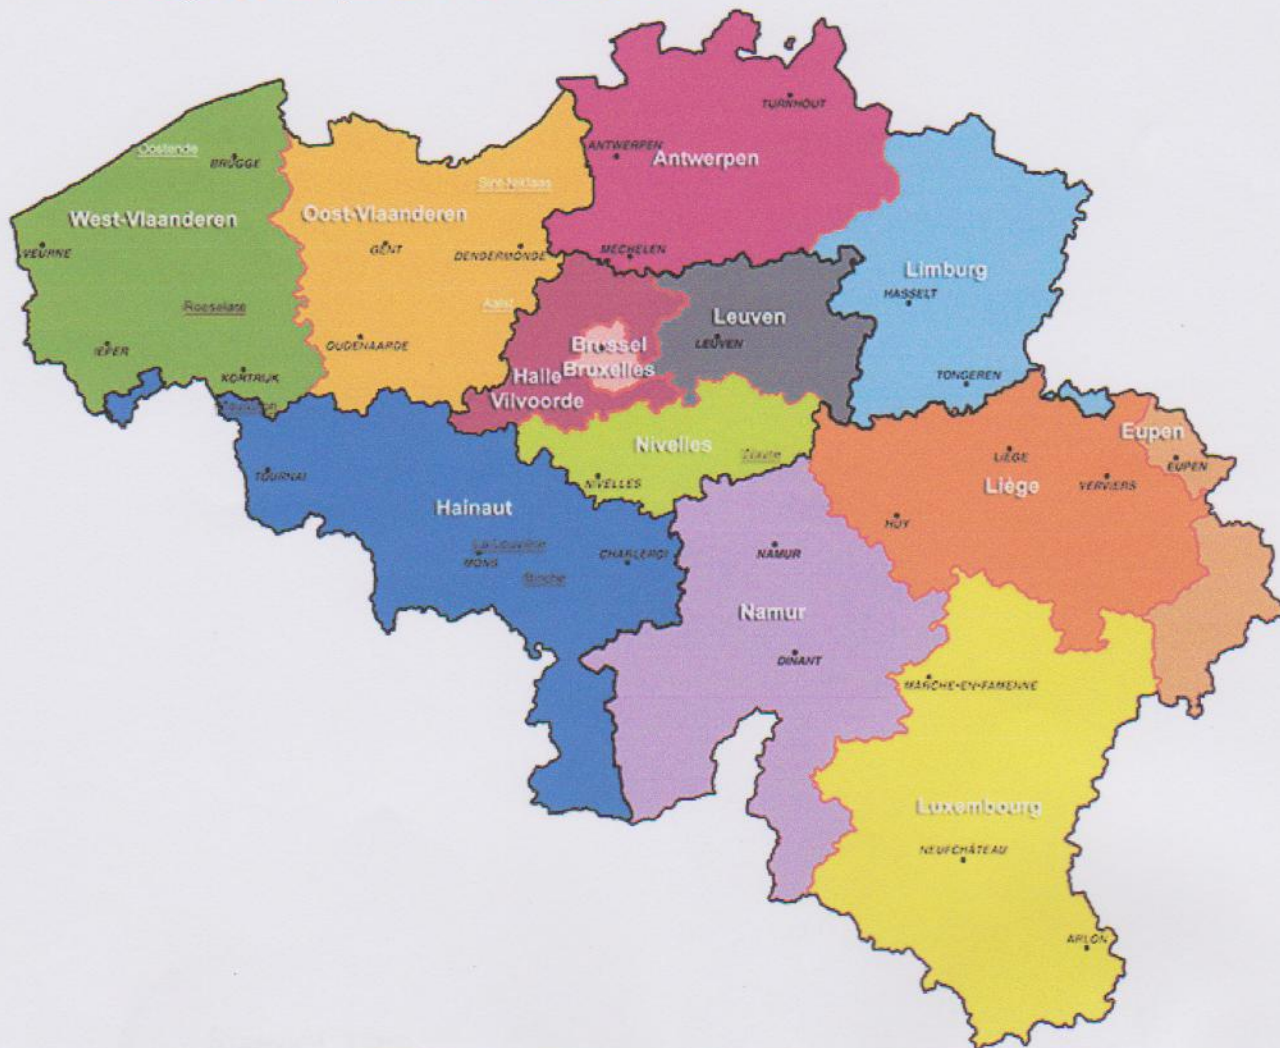 TURNHOUT
Oostende
BRUGGE
ANTWERPEN
Antwerpen
Sint-Niklaas
West-Vlaanderen
Oost-Vlaanderen
VEURNE
GENT
DENDERMONDE
MECHELEN
Limburg
HASSELT
Roeselare
Aalst
Leuven
LEUVEN
IEPER
OUDENAARDE
Brussel
Bruxelles
KORTRIJK
Halle
Vilvoorde
TONGEREN
Nivelles
Eupen
LIÈGE
EUPEN
TOURNAI
NIVELLES
Liège
VERVIERS
Hainaut
HUY
La Louvière
MONS
CHARLEROI
NAMUR
Binche
Namur
DINANT
MARCHE-EN-FAMENNE
Luxembourg
NEUFCHÂTEAU
ARLON